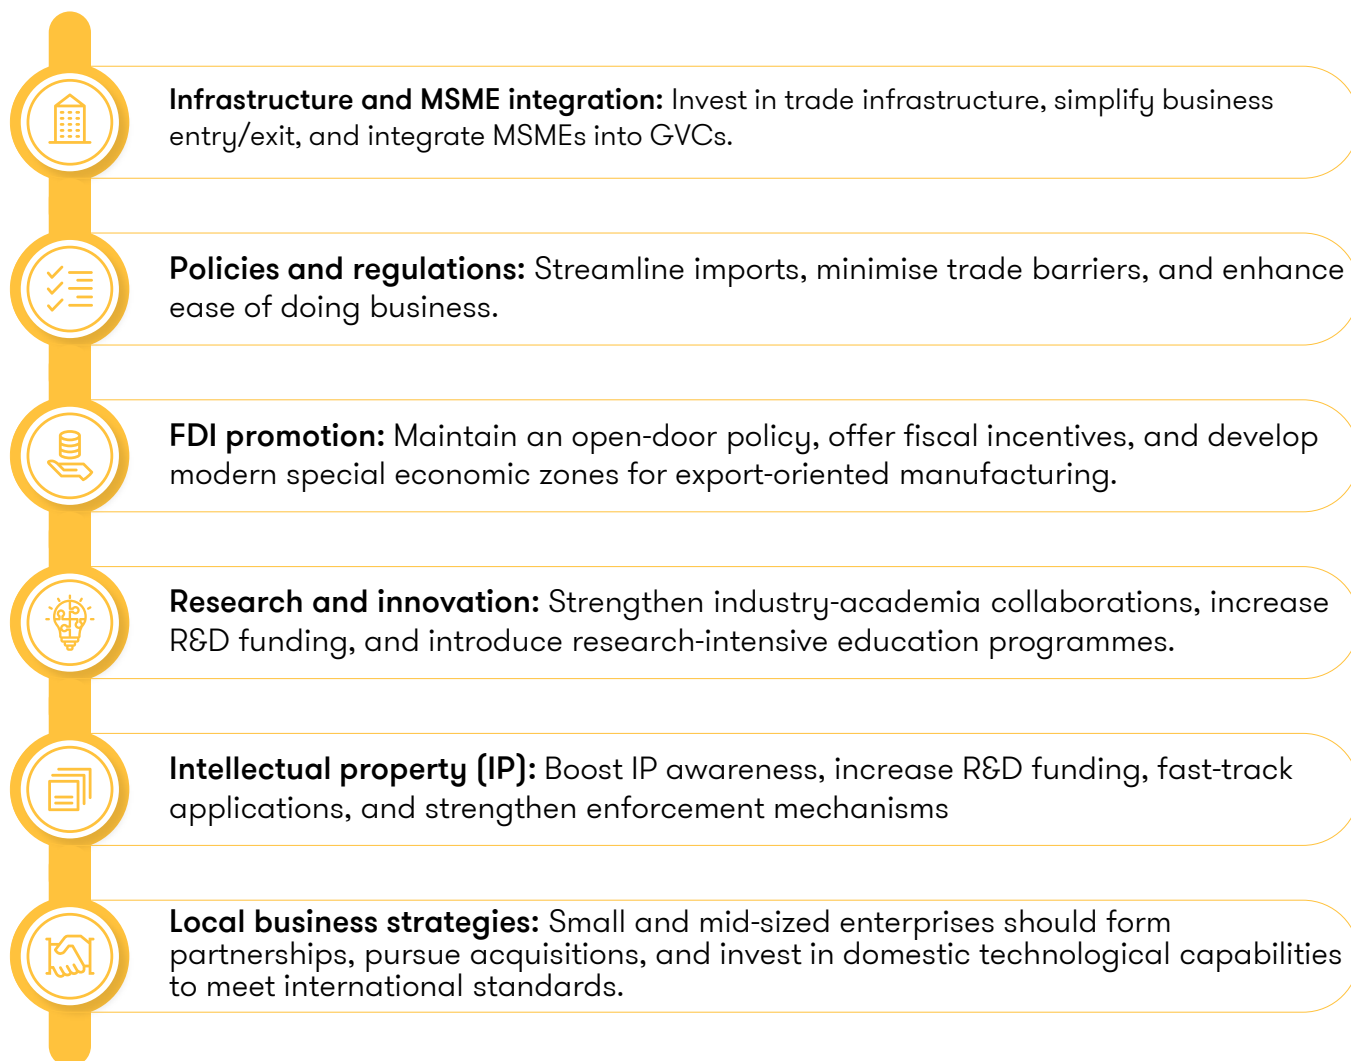 Infrastructure and MSME integration: Invest in trade infrastructure, simplify business
entry/exit, and integrate MSMEs into GVCs.
Policies and regulations: Streamline imports, minimise trade barriers, and enhance
ease of doing business.
FDI promotion: Maintain an open-door policy, offer fiscal incentives, and develop
modern special economic zones for export-oriented manufacturing.
Research and innovation: Strengthen industry-academia collaborations, increase
R&D funding, and introduce research-intensive education programmes.
Intellectual property (IP): Boost IP awareness, increase R&D funding, fast-track
applications, and strengthen enforcement mechanisms
Local business strategies: Small and mid-sized enterprises should form
partnerships, pursue acquisitions, and invest in domestic technological capabilities
to meet international standards.